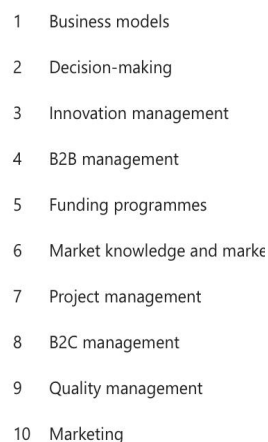 1 Business models
2 Decision-making
3 Innovation management
4 B2B management
5 Funding programmes
6 Market knowledge and
7 Project management
8 B2C management
9 Quality management
10 Marketing